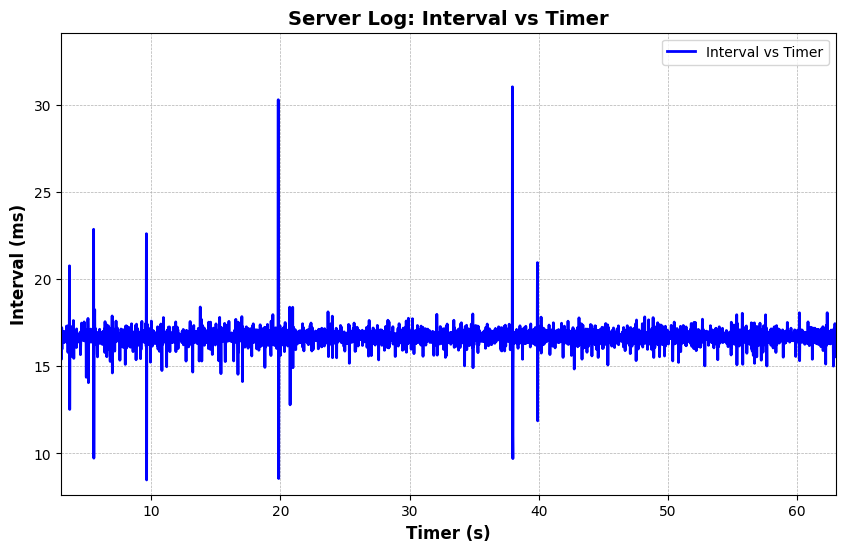 Server Log: Interval vs Timer
Interval vs Timer
Interval (ms)
30
25
20
15
10
10 20 30 40 50 60
Timer (s)